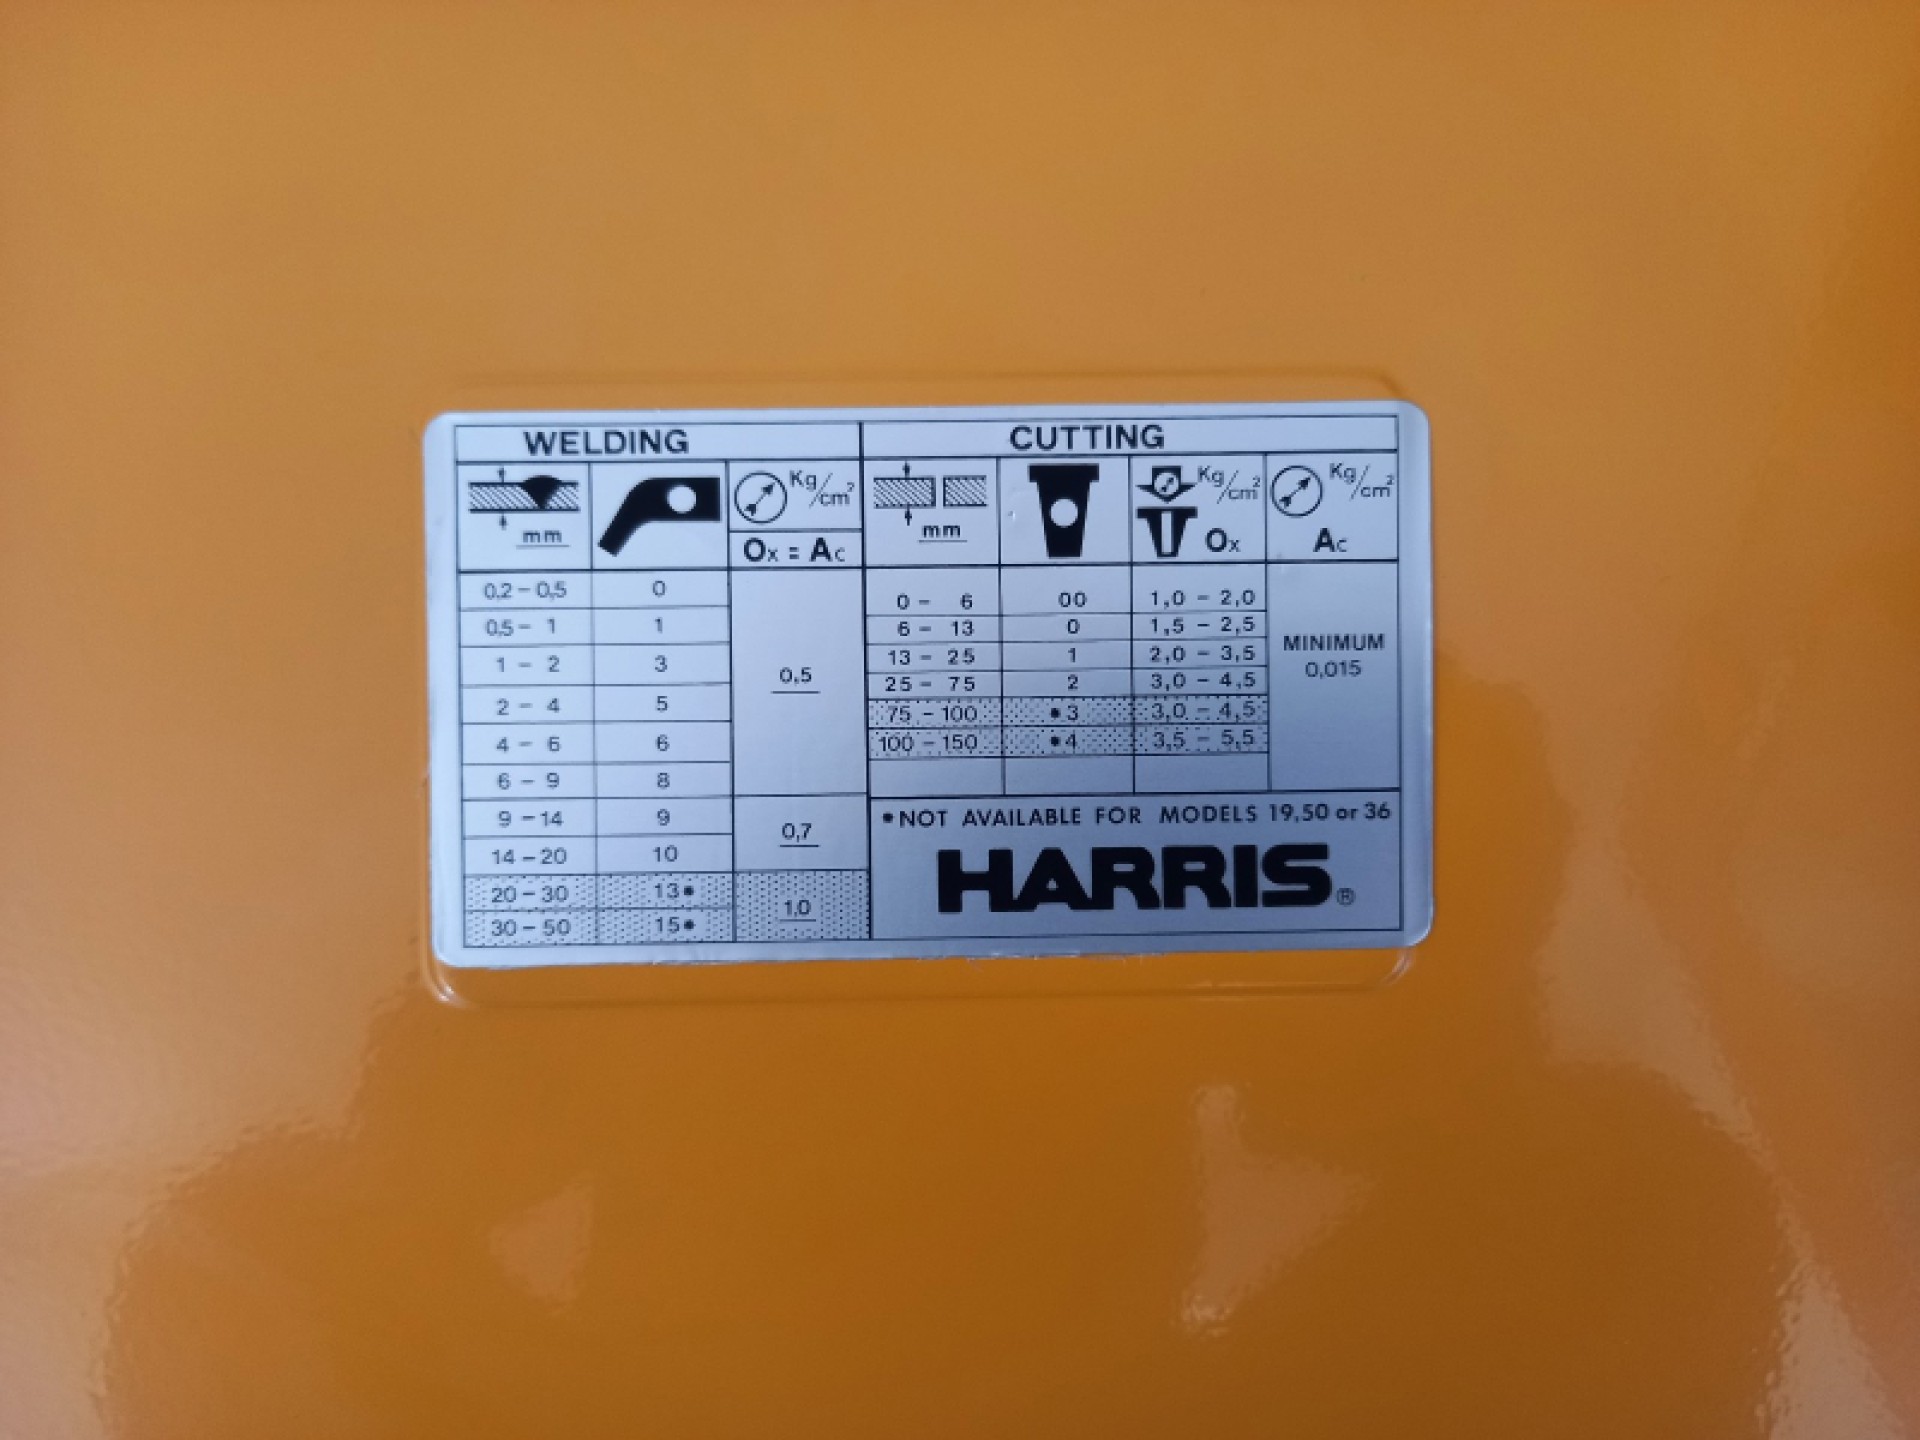 WELDING
mm
Kg/cm²
Ox = Ac
0,2 – 0,5 0
0,5 – 1 1
1 – 2 3
2 – 4 5
4 – 6 6
6 – 9 8
0,5
9 – 14 9
14 – 20 10
0,7
20 – 30 13•
30 – 50 15•
1,0
CUTTING
mm
Kg/cm²
Ox
Kg/cm²
Ac
0 – 6 00 1,0 – 2,0
6 – 13 0 1,5 – 2,5
13 – 25 1 2,0 – 3,5
25 – 75 2 3,0 – 4,5
75 – 100 •3 3,0 – 4,5
100 – 150 •4 3,5 – 5,5
MINIMUM
0,015
•NOT AVAILABLE FOR MODELS 19,50 or 36
HARRIS®